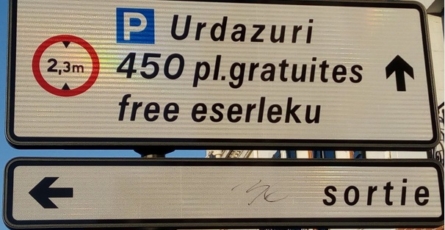 P Urdazuri
2,3m 450 pl.gratuites
free eserleku
sortie